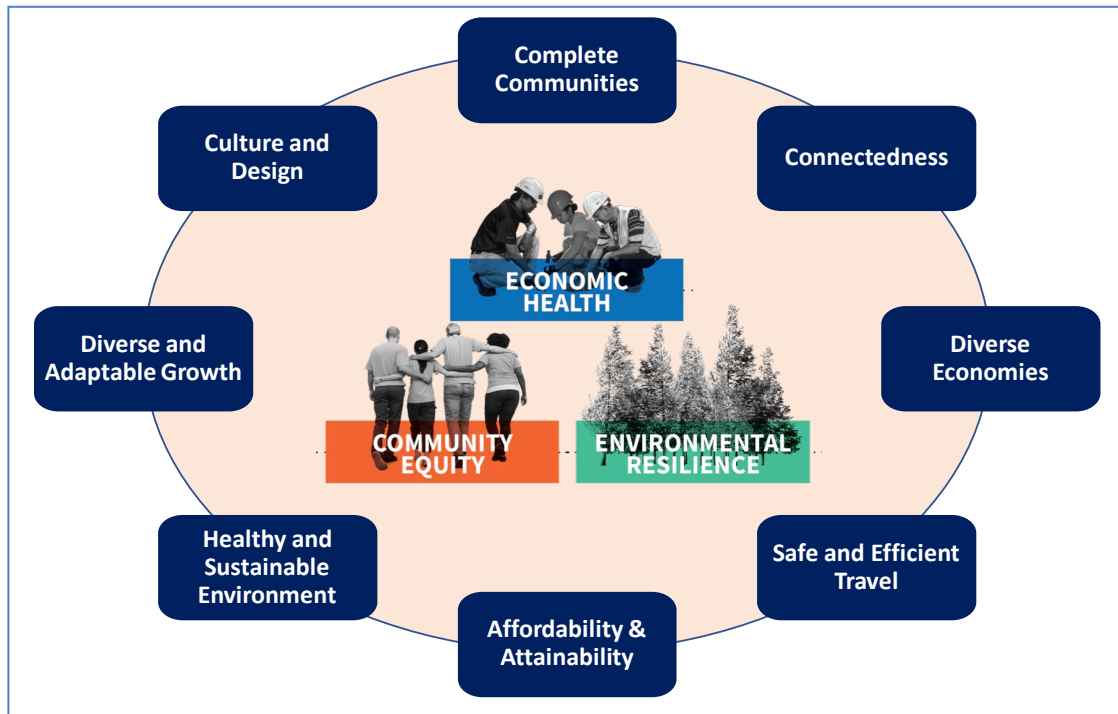 Complete
Communities
Culture and
Design
Connectedness
ECONOMIC
HEALTH
Diverse and
Adaptable Growth
Diverse
Economies
COMMUNITY
EQUITY
ENVIRONMENTAL
RESILIENCE
Healthy and
Sustainable
Environment
Safe and Efficient
Travel
Affordability &
Attainability